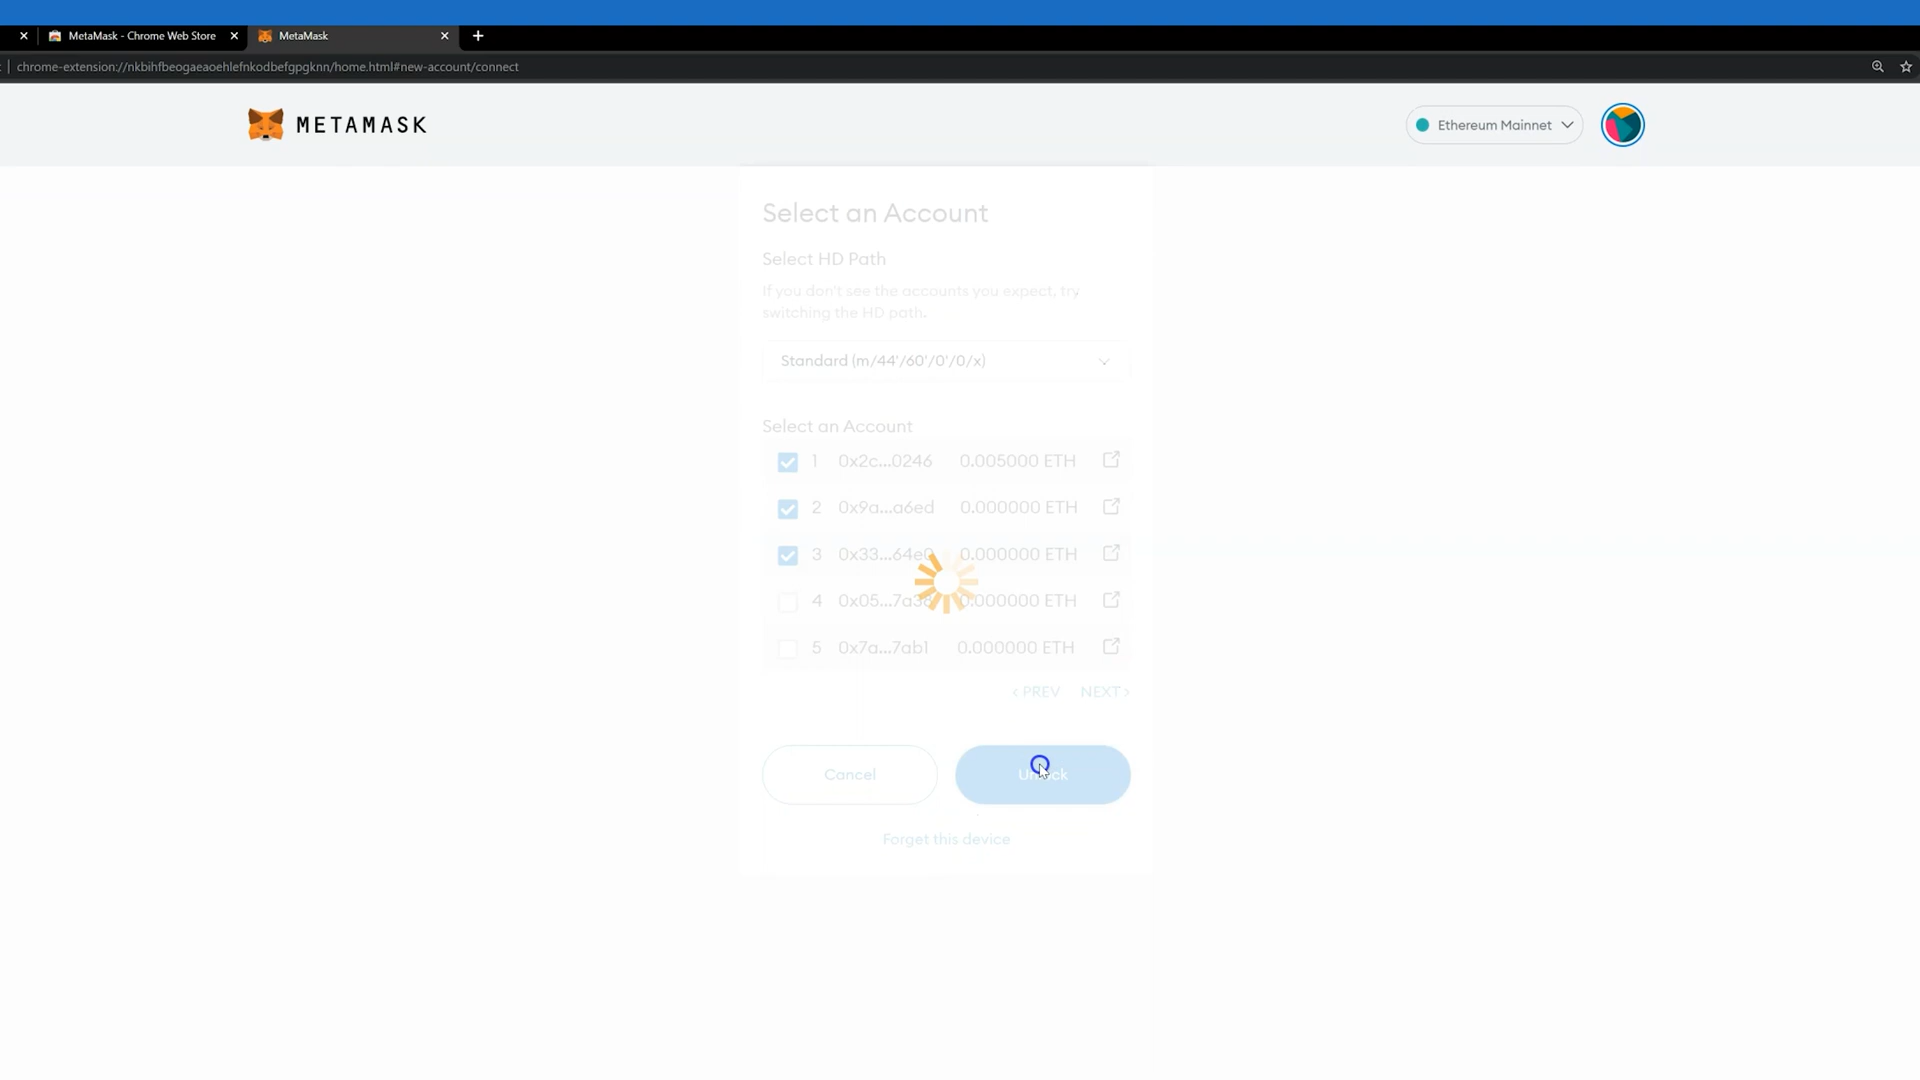 MetaMask - Chrome Web Store
MetaMask
chrome-extension://nkbihfbeogaeaoehlefnkodbefgpgknn/home.html#new-account/connect
METAMASK
Ethereum Mainnet
Select an Account
Select HD Path
If you don't see the accounts you expect, try
switching the HD path.
Standard (m/44'/60'/0'/0/x)
Select an Account
1 0x2c...0246 0.005000 ETH
2 0x9a...a6ed 0.000000 ETH
3 0x33...64e0 0.000000 ETH
4 0x05...7a38 0.000000 ETH
5 0x7a...7ab1 0.000000 ETH
< PREV NEXT >
Cancel Unlock
Forget this device